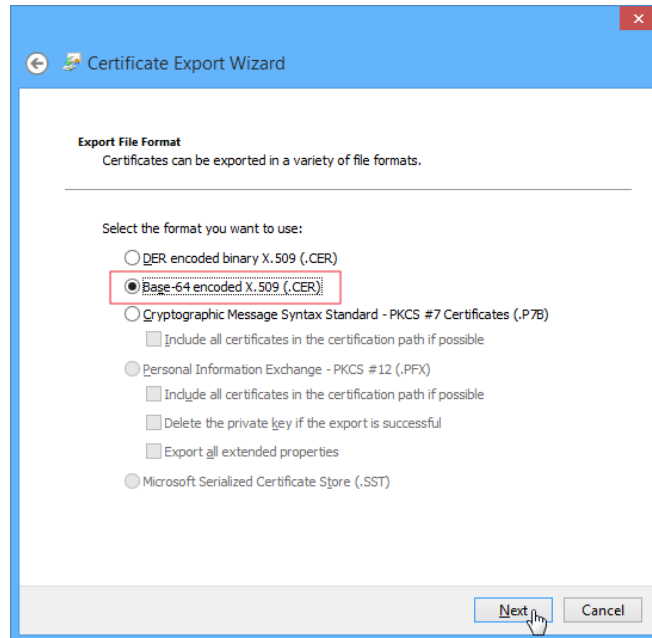 Certificate Export Wizard
Export File Format
Certificates can be exported in a variety of file formats.
Select the format you want to use:
DER encoded binary X.509 (.CER)
Base-64 encoded X.509 (.CER)
Cryptographic Message Syntax Standard - PKCS #7 Certificates (.P7B)
Include all certificates in the certification path if possible
Personal Information Exchange - PKCS #12 (.PFX)
Include all certificates in the certification path if possible
Delete the private key if the export is successful
Export all extended properties
Microsoft Serialized Certificate Store (.SST)
Next Cancel